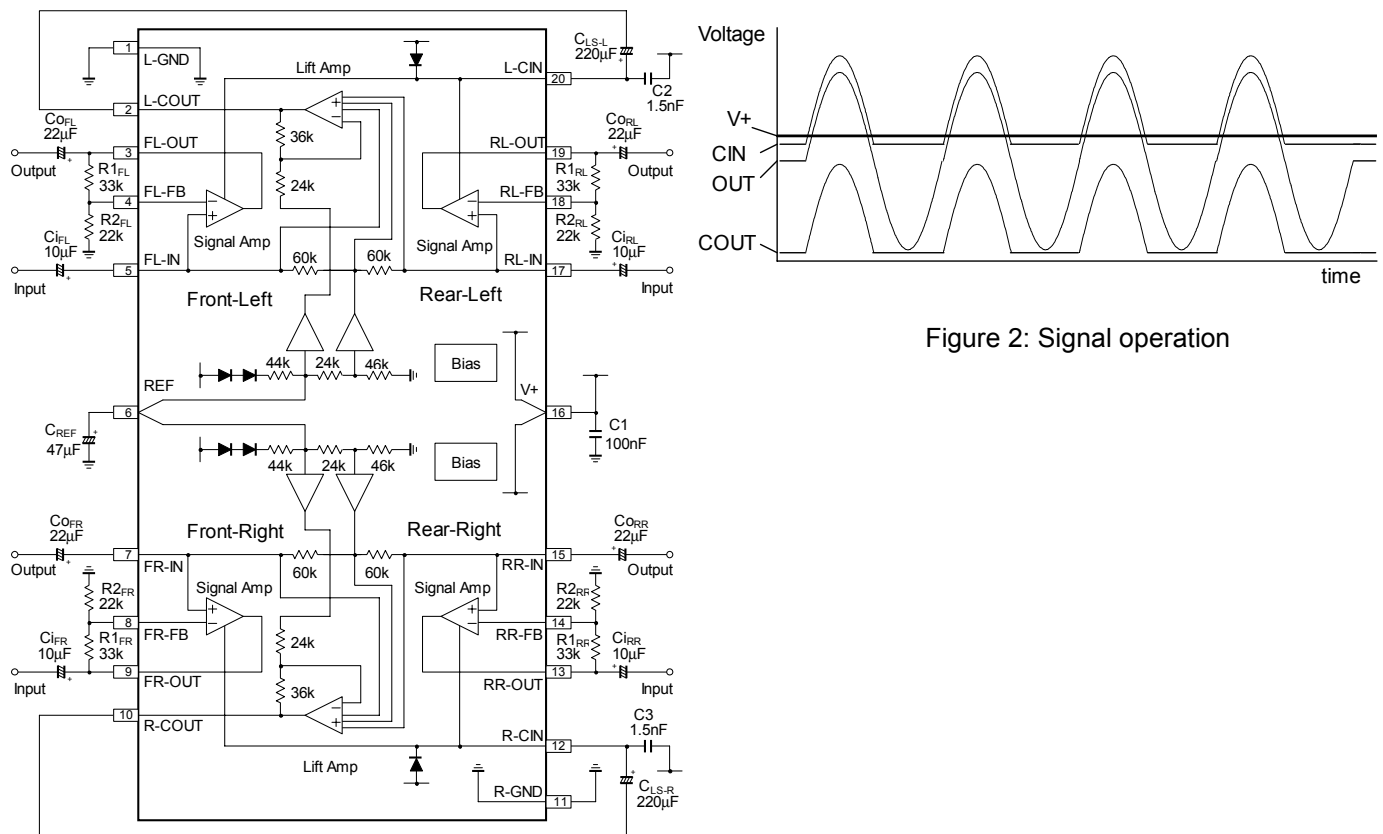 1
L-GND
Lift Amp
CLS-L
220µF
L-CIN
20
C2
1.5nF
2
L-COUT
CoFL
22µF
36k
CoRL
22µF
3
FL-OUT
RL-OUT
19
Output
Output
R1FL
33k
24k
R1RL
33k
4
FL-FB
RL-FB
18
R2FL
22k
R2RL
22k
Signal Amp
Signal Amp
CiFL
10µF
CiRL
10µF
5
FL-IN
60k
60k
RL-IN
17
Input
Input
Front-Left
Rear-Left
44k
24k
46k
Bias
REF
V+
6
16
CREF
47µF
C1
100nF
44k
24k
46k
Bias
Front-Right
Rear-Right
CoFR
22µF
CoRR
22µF
7
15
Output
FR-IN
60k
60k
RR-IN
Output
R2FR
22k
Signal Amp
Signal Amp
R2RR
22k
8
FR-FB
RR-FB
14
CiFR
10µF
R1FR
33k
24k
R1RR
33k
CiRR
10µF
9
13
Input
FR-OUT
RR-OUT
Input
36k
10
R-COUT
C3
1.5nF
R-CIN
12
Lift Amp
R-GND
11
CLS-R
220µF
Voltage
V+
CIN
OUT
COUT
time
Figure 2: Signal operation